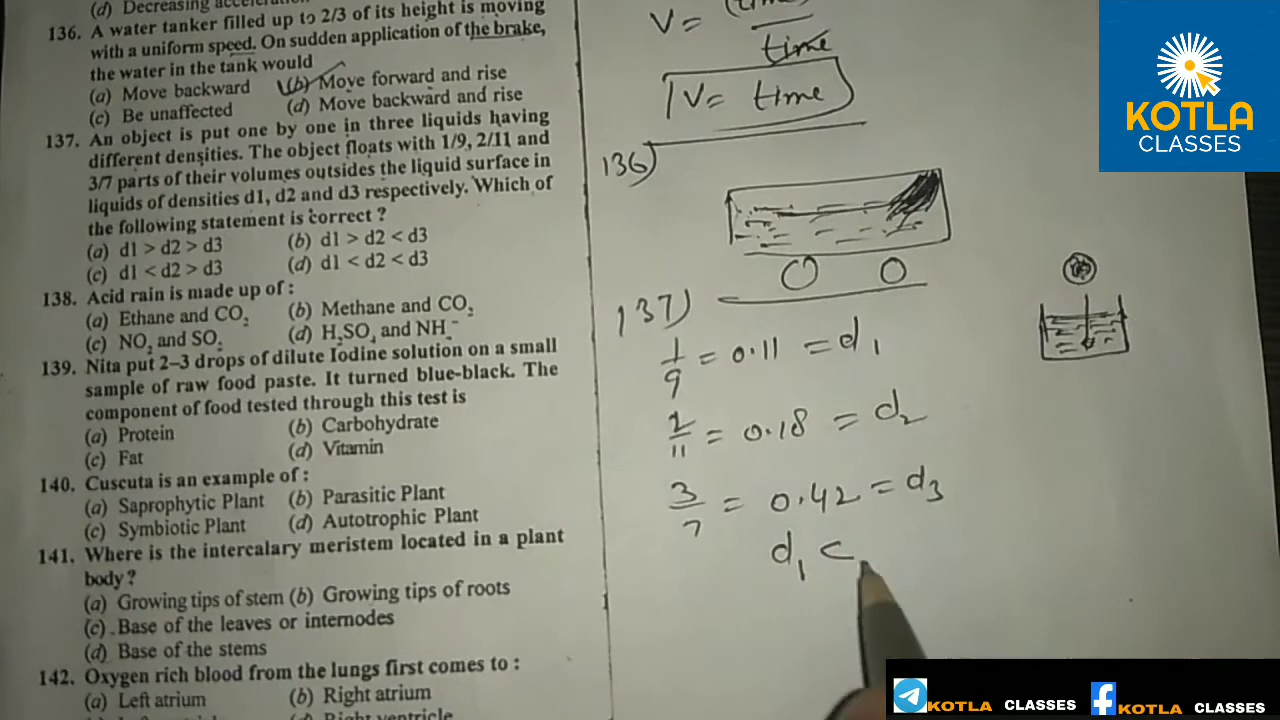 (d) Decreasing
136. A water tanker filled up to 2/3 of its height is moving
with a uniform speed. On sudden application of the brake,
the water in the tank would
(a) Move backward (b) Move forward and rise
(c) Be unaffected (d) Move backward and rise
137. An object is put one by one in three liquids having
different densities. The object floats with 1/9, 2/11 and
3/7 parts of their volumes outsides the liquid surface in
liquids of densities d1, d2 and d3 respectively. Which of
the following statement is correct ?
(a) d1 > d2 > d3 (b) d1 > d2 < d3
(c) d1 < d2 > d3 (d) d1 < d2 < d3
138. Acid rain is made up of :
(a) Ethane and CO₂ (b) Methane and CO₂
(c) NO₂ and SO₂ (d) H₂SO₄ and NH₂⁻
139. Nita put 2–3 drops of dilute Iodine solution on a small
sample of raw food paste. It turned blue-black. The
component of food tested through this test is
(a) Protein (b) Carbohydrate
(c) Fat (d) Vitamin
140. Cuscuta is an example of :
(a) Saprophytic Plant (b) Parasitic Plant
(c) Symbiotic Plant (d) Autotrophic Plant
141. Where is the intercalary meristem located in a plant
body ?
(a) Growing tips of stem (b) Growing tips of roots
(c) Base of the leaves or internodes
(d) Base of the stems
142. Oxygen rich blood from the lungs first comes to :
(a) Left atrium (b) Right atrium
Right ventricle
V =
time
V = time
136)
137)
1/9 = 0.11 = d₁
2/11 = 0.18 = d₂
3/7 = 0.42 = d₃
d₁ <
KOTLA
CLASSES
KOTLA CLASSES
KOTLA CLASSES